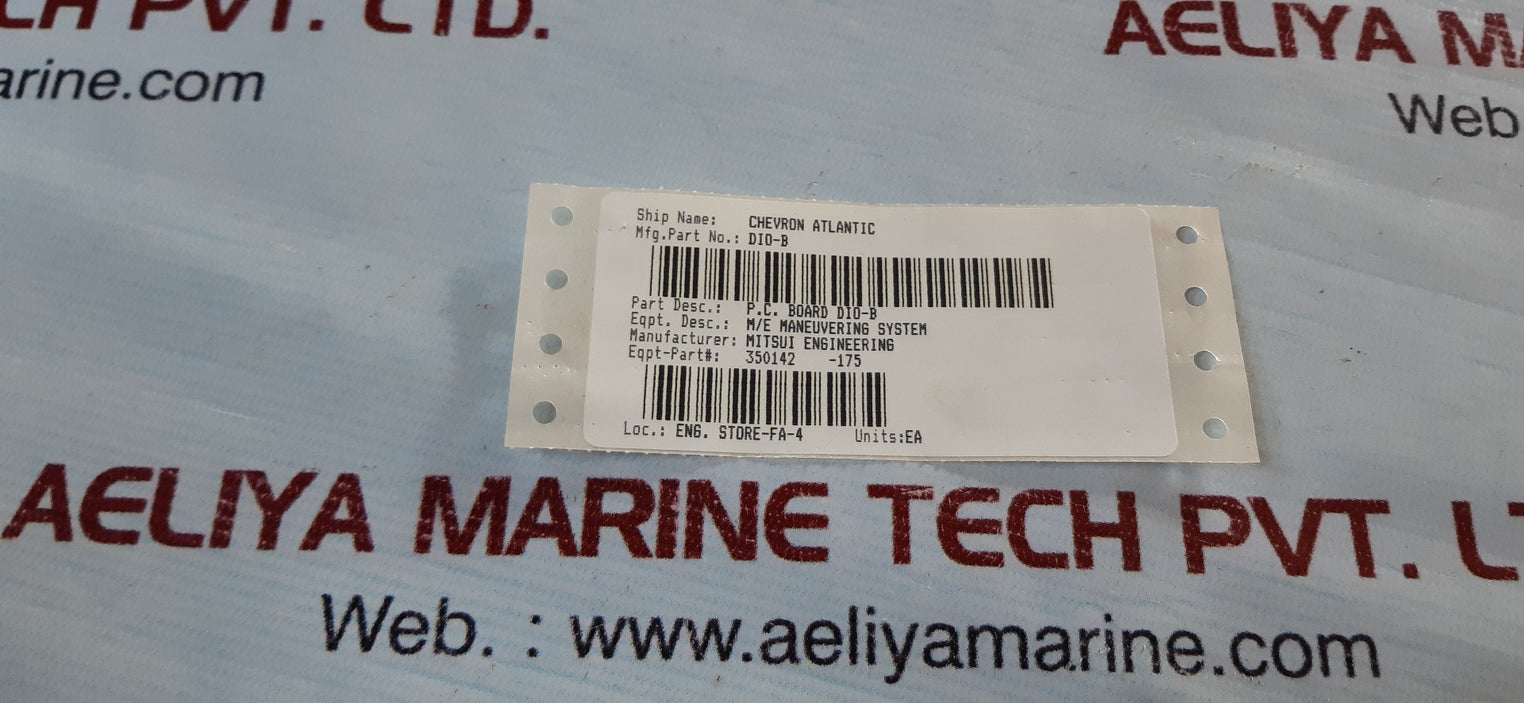 PVT. LTD.
AELIYA
arine.com
Web
Ship Name: CHEVRON ATLANTIC
Mfg.Part No.: DIO-B
Part Desc.: P.C. BOARD DIO-B
Eqpt. Desc.: M/E MANEUVERING SYSTEM
Manufacturer: MITSUI ENGINEERING
Eqpt-Part#: 350142 -175
Loc.: ENG. STORE-FA-4 Units:EA
AELIYA MARINE TECH PVT. LT
Web. : www.aeliyamarine.com